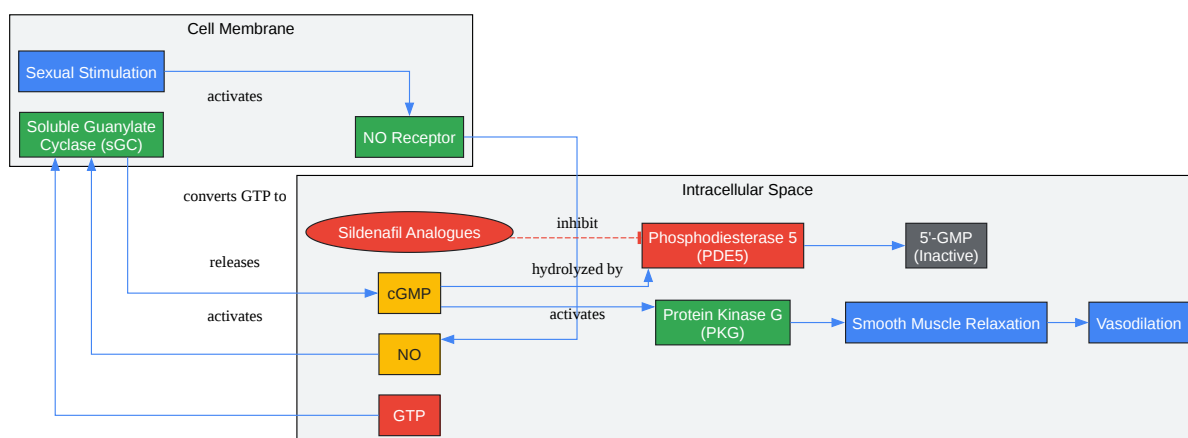 Cell Membrane
Sexual Stimulation
activates
Soluble Guanylate
Cyclase (sGC)
NO Receptor
converts GTP to
Intracellular Space
Sildenafil Analogues
inhibit
Phosphodiesterase 5
(PDE5)
5'-GMP
(Inactive)
releases
hydrolyzed by
cGMP
activates
activates
Protein Kinase G
(PKG)
Smooth Muscle Relaxation
Vasodilation
NO
GTP